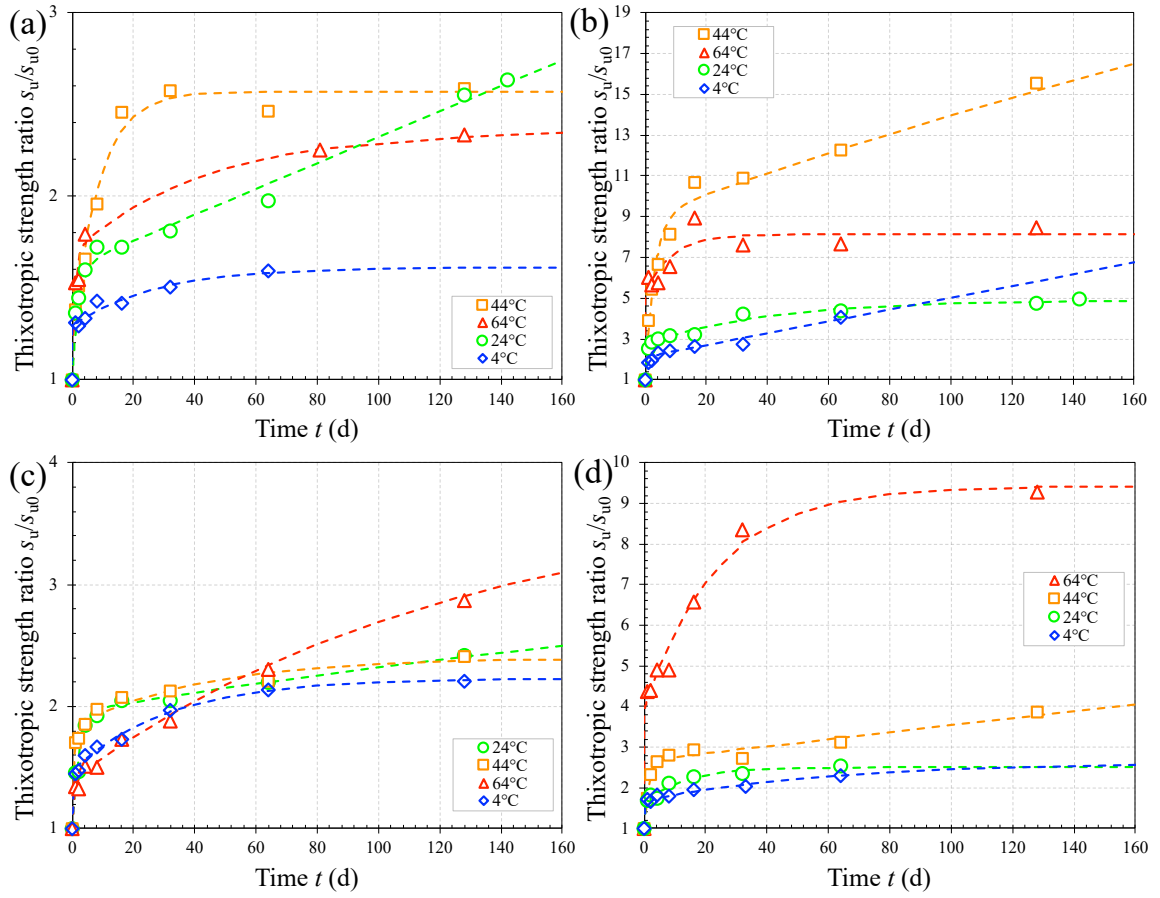 (a)
Thixotropic strength ratio su/su0
3
2
1
44°C
64°C
24°C
4°C
0 20 40 60 80 100 120 140 160
Time t (d)
(b)
Thixotropic strength ratio su/su0
19
17
15
13
11
9
7
5
3
1
44°C
64°C
24°C
4°C
0 20 40 60 80 100 120 140 160
Time t (d)
(c)
Thixotropic strength ratio su/su0
4
3
2
1
24°C
44°C
64°C
4°C
0 20 40 60 80 100 120 140 160
Time t (d)
(d)
Thixotropic strength ratio su/su0
10
9
8
7
6
5
4
3
2
1
64°C
44°C
24°C
4°C
0 20 40 60 80 100 120 140 160
Time t (d)